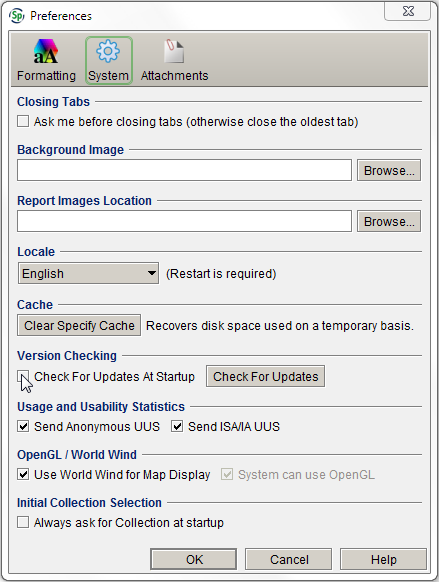 Sp Preferences
aA
Formatting System Attachments
Closing Tabs
Ask me before closing tabs (otherwise close the oldest tab)
Background Image
Browse...
Report Images Location
Browse...
Locale
English (Restart is required)
Cache
Clear Specify Cache Recovers disk space used on a temporary basis.
Version Checking
Check For Updates At Startup Check For Updates
Usage and Usability Statistics
Send Anonymous UUS Send ISA/IA UUS
OpenGL / World Wind
Use World Wind for Map Display System can use OpenGL
Initial Collection Selection
Always ask for Collection at startup
OK Cancel Help